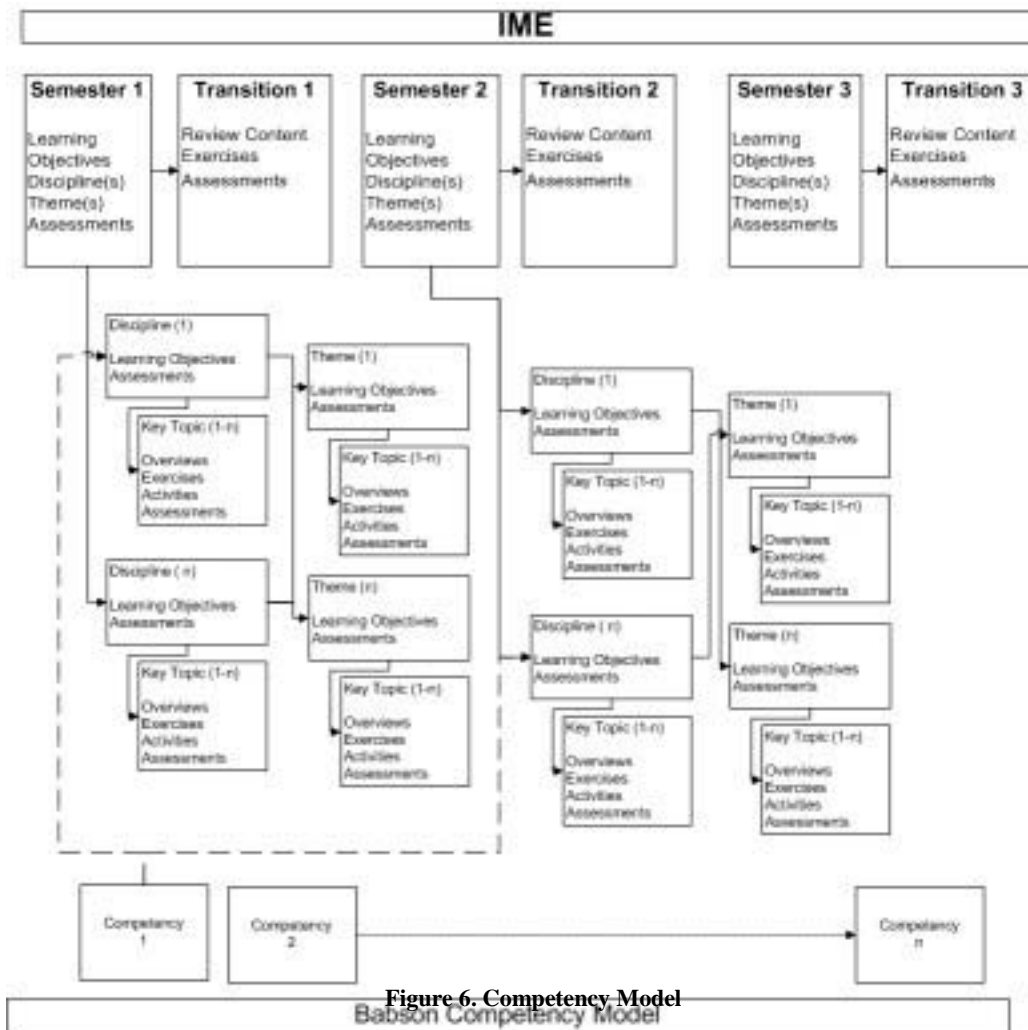 IME
Semester 1
Learning
Objectives
Discipline(s)
Theme(s)
Assessments
Transition 1
Review Content
Exercises
Assessments
Semester 2
Learning
Objectives
Discipline(s)
Theme(s)
Assessments
Transition 2
Review Content
Exercises
Assessments
Semester 3
Learning
Objectives
Discipline(s)
Theme(s)
Assessments
Transition 3
Review Content
Exercises
Assessments
Discipline (1)
Learning Objectives
Assessments
Key Topic (1-n)
Overviews
Exercises
Activities
Assessments
Discipline ( n)
Learning Objectives
Assessments
Key Topic (1-n)
Overviews
Exercises
Activities
Assessments
Theme (1)
Learning Objectives
Assessments
Key Topic (1-n)
Overviews
Exercises
Activities
Assessments
Theme (n)
Learning Objectives
Assessments
Key Topic (1-n)
Overviews
Exercises
Activities
Assessments
Discipline (1)
Learning Objectives
Assessments
Key Topic (1-n)
Overviews
Exercises
Activities
Assessments
Discipline ( n)
Learning Objectives
Assessments
Key Topic (1-n)
Overviews
Exercises
Activities
Assessments
Theme (1)
Learning Objectives
Assessments
Key Topic (1-n)
Overviews
Exercises
Activities
Assessments
Theme (n)
Learning Objectives
Assessments
Key Topic (1-n)
Overviews
Exercises
Activities
Assessments
Competency
1
Competency
2
Competency
n
Figure 6. Competency Model
Babson Competency Model